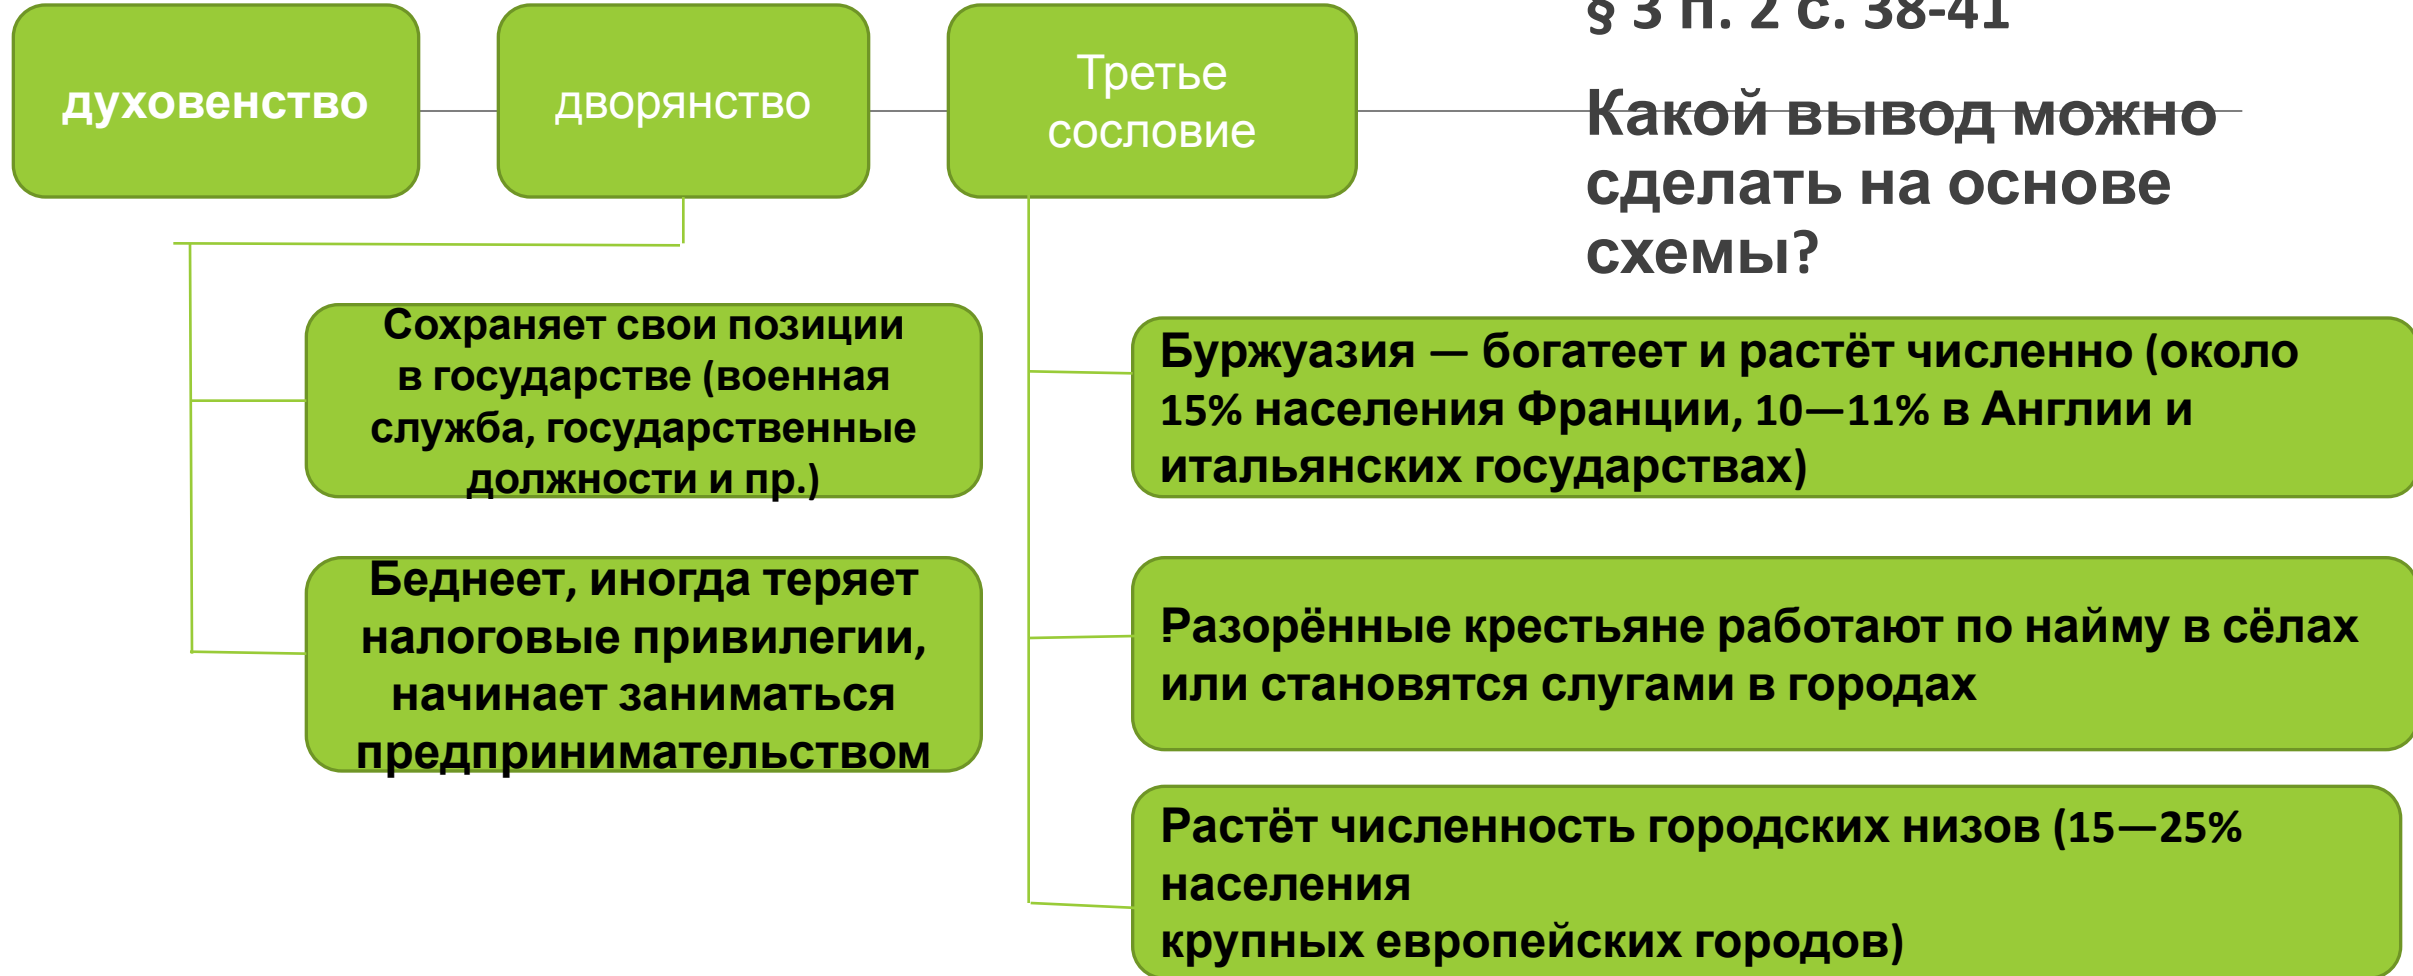 § 3 п. 2 с. 38-41
духовенство
дворянство
Третье
сословие
Какой вывод можно
сделать на основе
схемы?
Сохраняет свои позиции
в государстве (военная
служба, государственные
должности и пр.)
Беднеет, иногда теряет
налоговые привилегии,
начинает заниматься
предпринимательством
Буржуазия — богатеет и растёт численно (около
15% населения Франции, 10—11% в Англии и
итальянских государствах)
Разорённые крестьяне работают по найму в сёлах
или становятся слугами в городах
Растёт численность городских низов (15—25%
населения
крупных европейских городов)